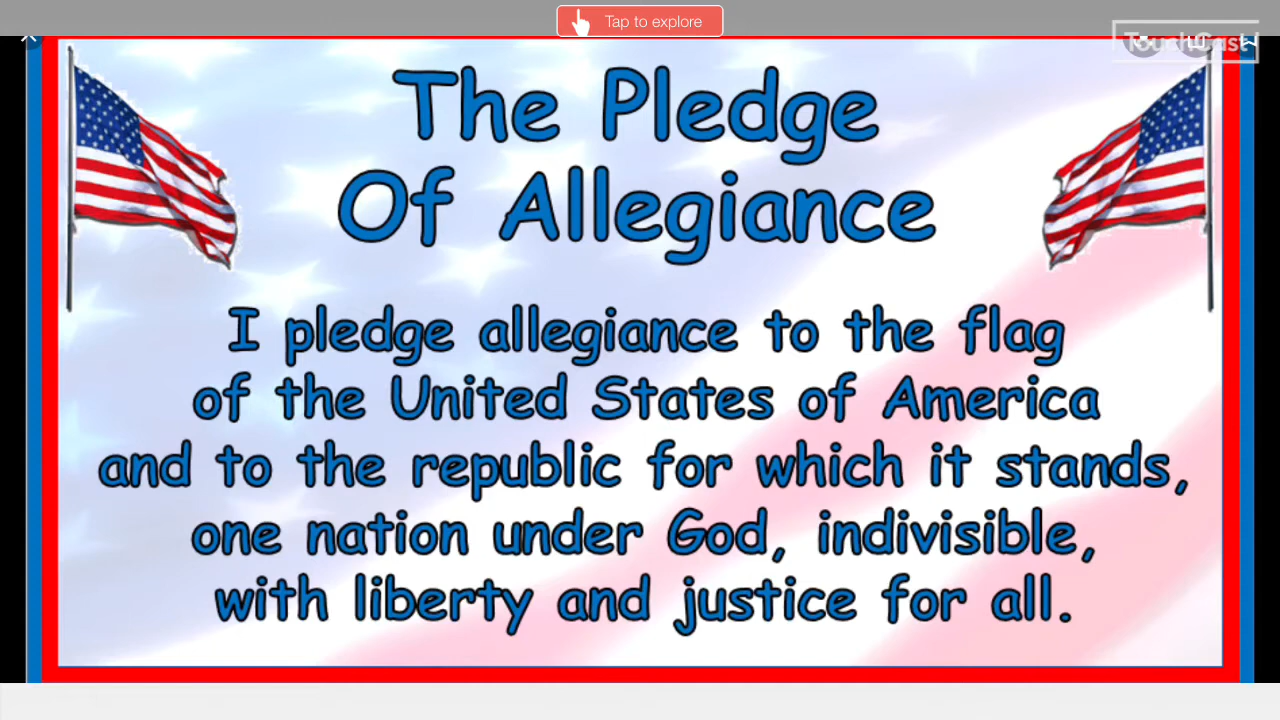 Tap to explore
TouchCast
The Pledge
Of Allegiance
I pledge allegiance to the flag
of the United States of America
and to the republic for which it stands,
one nation under God, indivisible,
with liberty and justice for all.